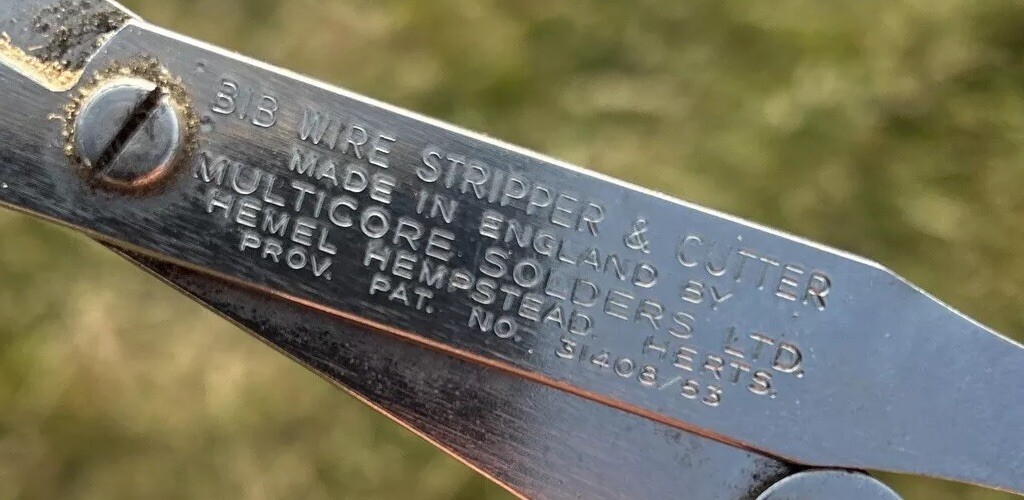 BIB WIRE STRIPPER & CUTTER
MADE IN ENGLAND BY
MULTICORE SOLDERS LTD.
HEMEL HEMPSTEAD. HERTS.
PROV. PAT. NO. 31408/53